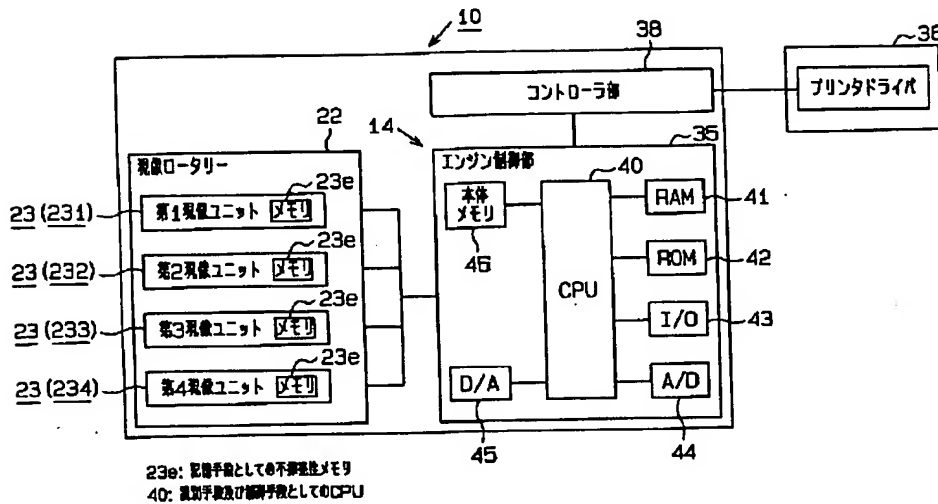 10
38
36
コントローラ部
プリンタドライバ
22
14
35
現像ロータリー
エンジン制御部
23e
40
23 (231)
第1現像ユニット
メモリ
本体
メモリ
RAM
41
23e
46
23 (232)
第2現像ユニット
メモリ
ROM
42
CPU
23e
23 (233)
第3現像ユニット
メモリ
I/O
43
23e
23 (234)
第4現像ユニット
メモリ
D/A
A/D
45
44
23e: 記憶手段としての不揮発性メモリ
40: 識別手段及び制御手段としてのCPU